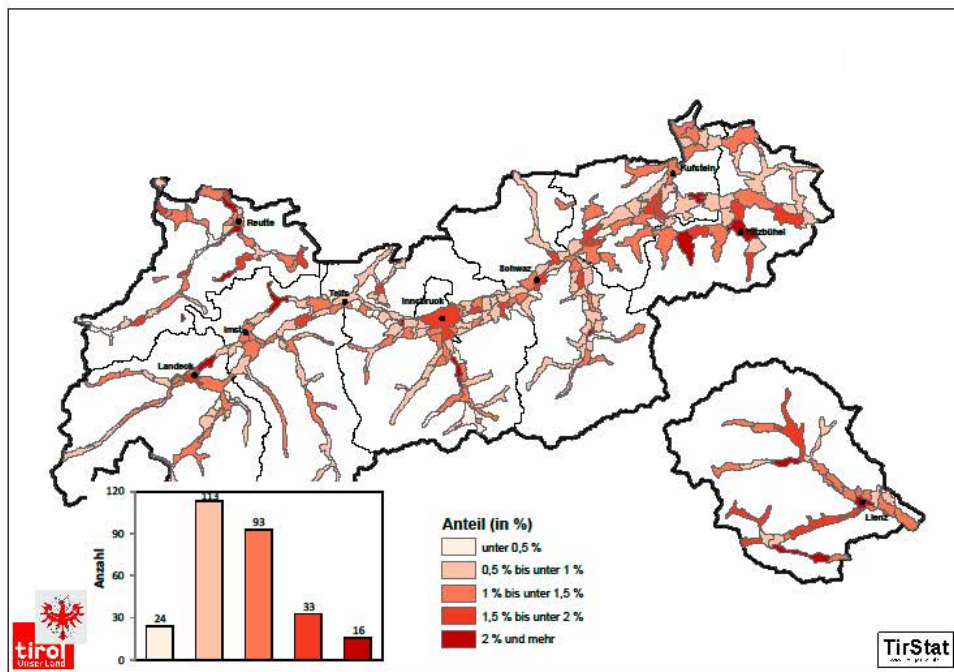 Kufstein
Reutte
Kitzbühel
Schwaz
Telfs
Innsbruck
Imst
Landeck
Lienz
120
90
60
30
0
Anzahl
24
113
93
33
16
Anteil (in %)
unter 0,5 %
0,5 % bis unter 1 %
1 % bis unter 1,5 %
1,5 % bis unter 2 %
2 % und mehr
tirol
Unser Land
TirStat